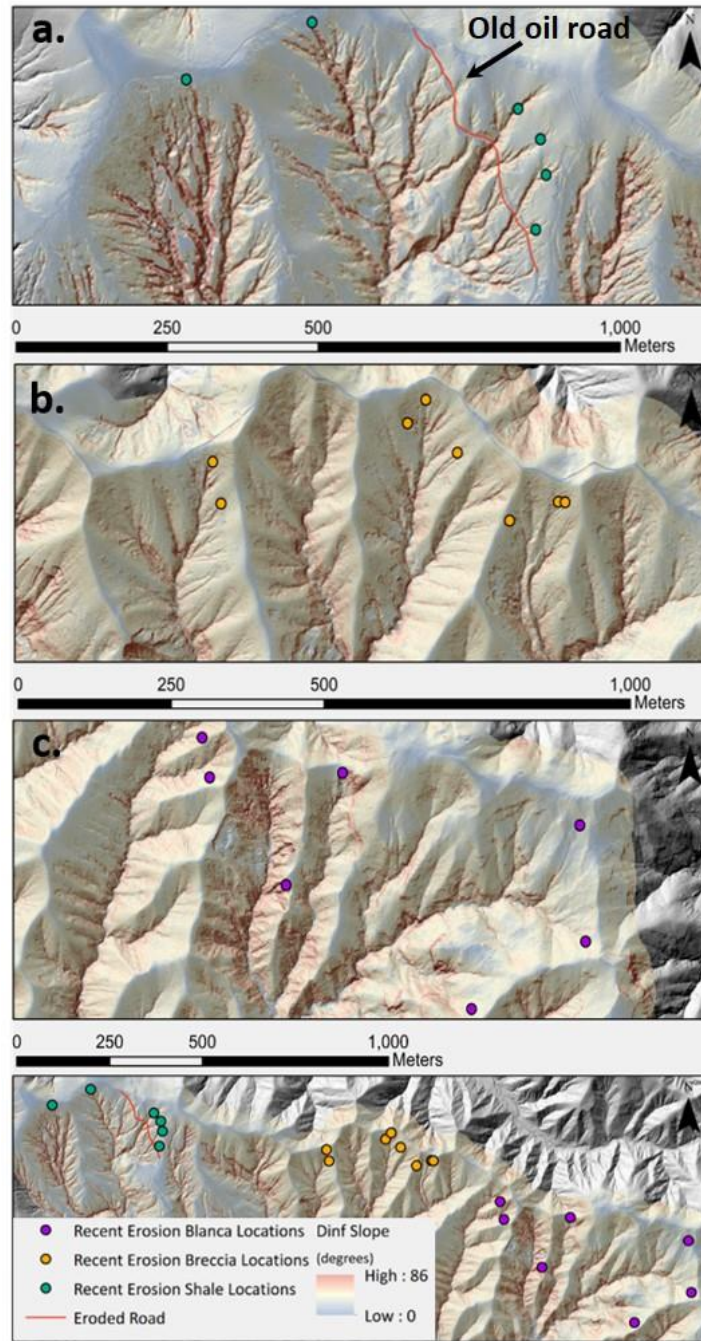 a.
Old oil road
N
0 250 500 1,000
Meters
b.
0 500 1,000
Meters
c.
N
0 250 500 1,000
Meters
Recent Erosion Blanca Locations
Recent Erosion Breccia Locations
Recent Erosion Shale Locations
Eroded Road
Dinf Slope
(degrees)
High : 86
Low : 0